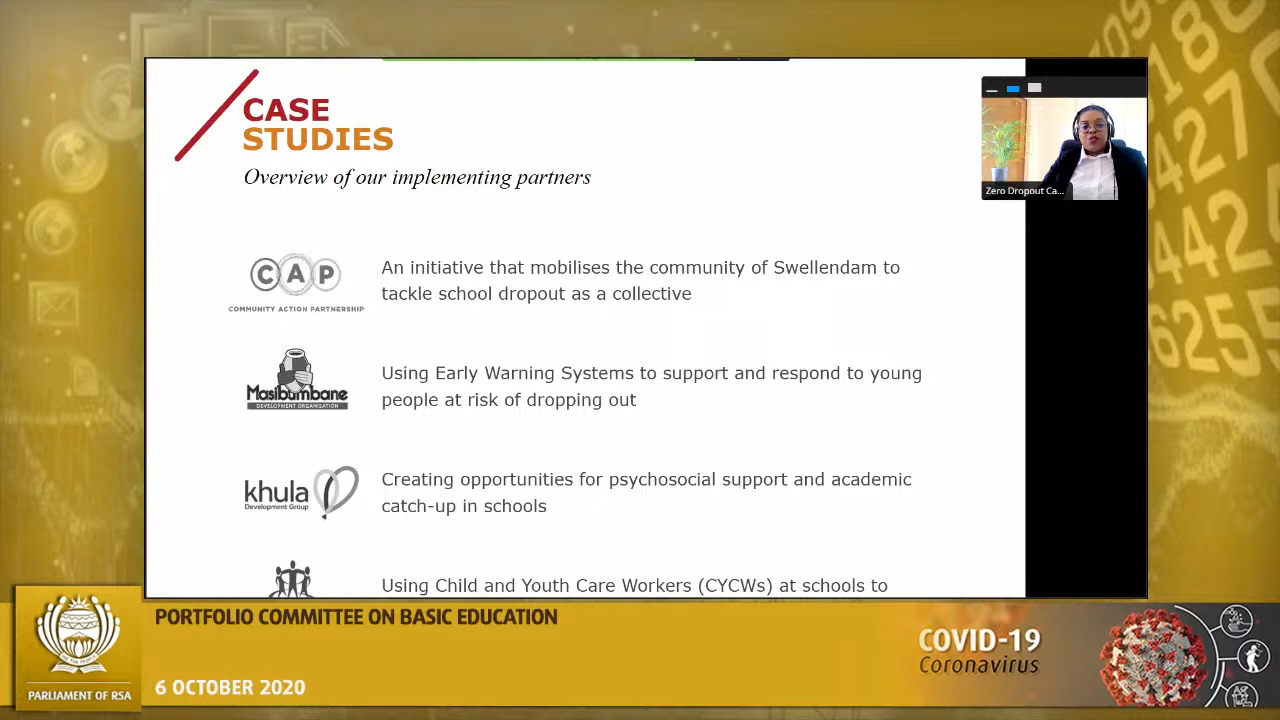 CASE
STUDIES
Overview of our implementing partners
Zero Dropout Ca...
CAP
COMMUNITY ACTION PARTNERSHIP
An initiative that mobilises the community of Swellendam to
tackle school dropout as a collective
Masibumbane
DEVELOPMENT ORGANISATION
Using Early Warning Systems to support and respond to young
people at risk of dropping out
khula
Development Group
Creating opportunities for psychosocial support and academic
catch-up in schools
Using Child and Youth Care Workers (CYCWs) at schools to
PORTFOLIO COMMITTEE ON BASIC EDUCATION
6 OCTOBER 2020
PARLIAMENT OF RSA
COVID-19
Coronavirus